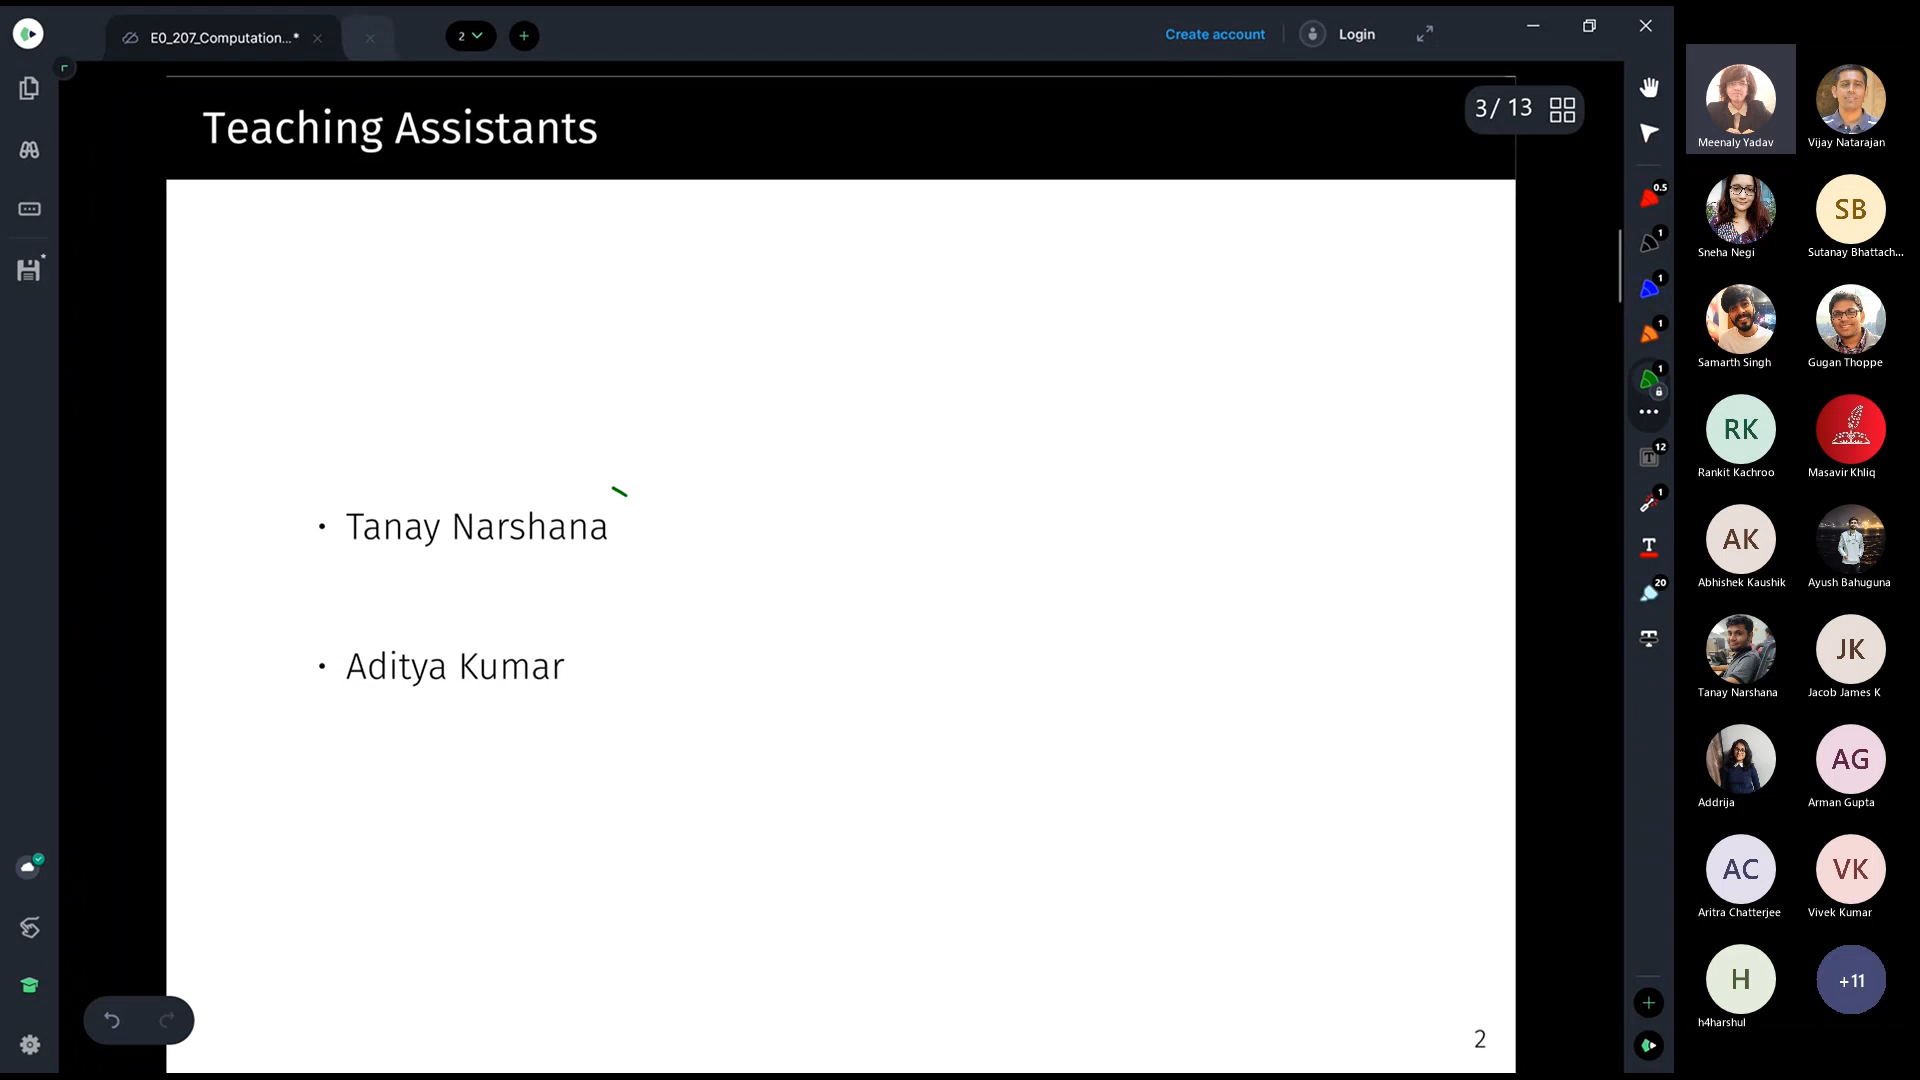 E0_207_Computation...*
2
Create account
Login
Teaching Assistants
3/ 13
• Tanay Narshana
• Aditya Kumar
2
0.5
1
1
1
1
12
1
T
20
Meenaly Yadav
Vijay Natarajan
Sneha Negi
SB
Sutanay Bhattach...
Samarth Singh
Gugan Thoppe
RK
Rankit Kachroo
Masavir Khliq
AK
Abhishek Kaushik
Ayush Bahuguna
Tanay Narshana
JK
Jacob James K
Addrija
AG
Arman Gupta
AC
Aritra Chatterjee
VK
Vivek Kumar
H
h4harshul
+11